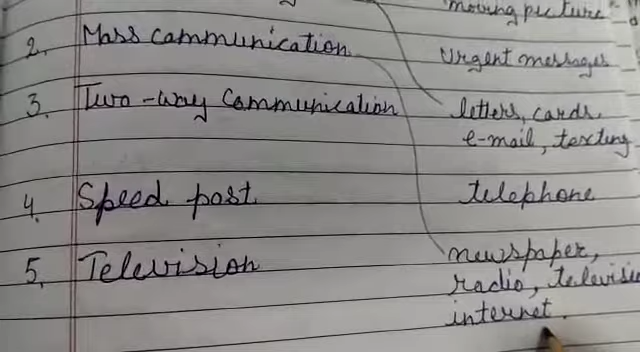 moving picture
2. Mass communication
Urgent messages
3. Two-way Communication
letters, cards,
e-mail, texting
4. Speed post
telephone
5. Television
newspaper,
radio, televisi
internet.